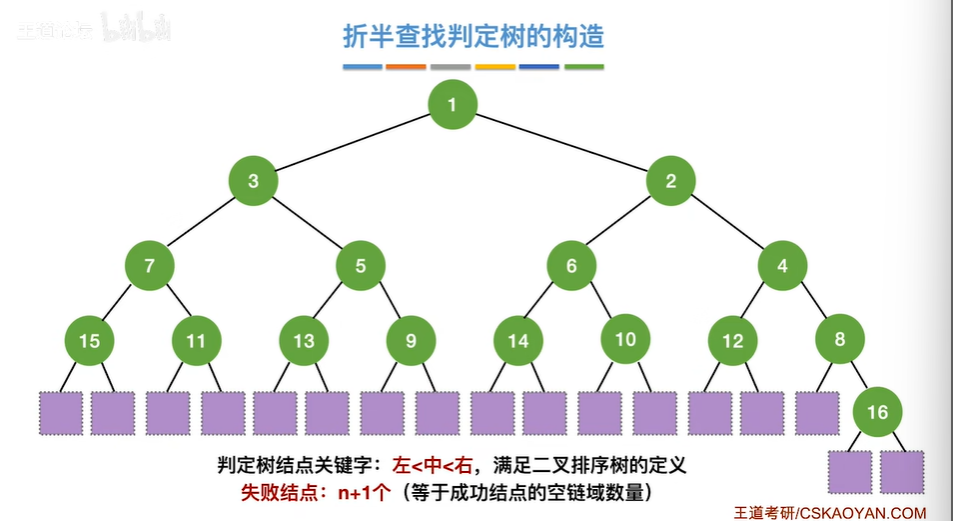 王道论坛 bilibili
折半查找判定树的构造
1
3 2
7 5 6 4
15 11 13 9 14 10 12 8
16
判定树结点关键字：左<中<右，满足二叉排序树的定义
失败结点：n+1个（等于成功结点的空链域数量）
王道考研/CSKAOYAN.COM